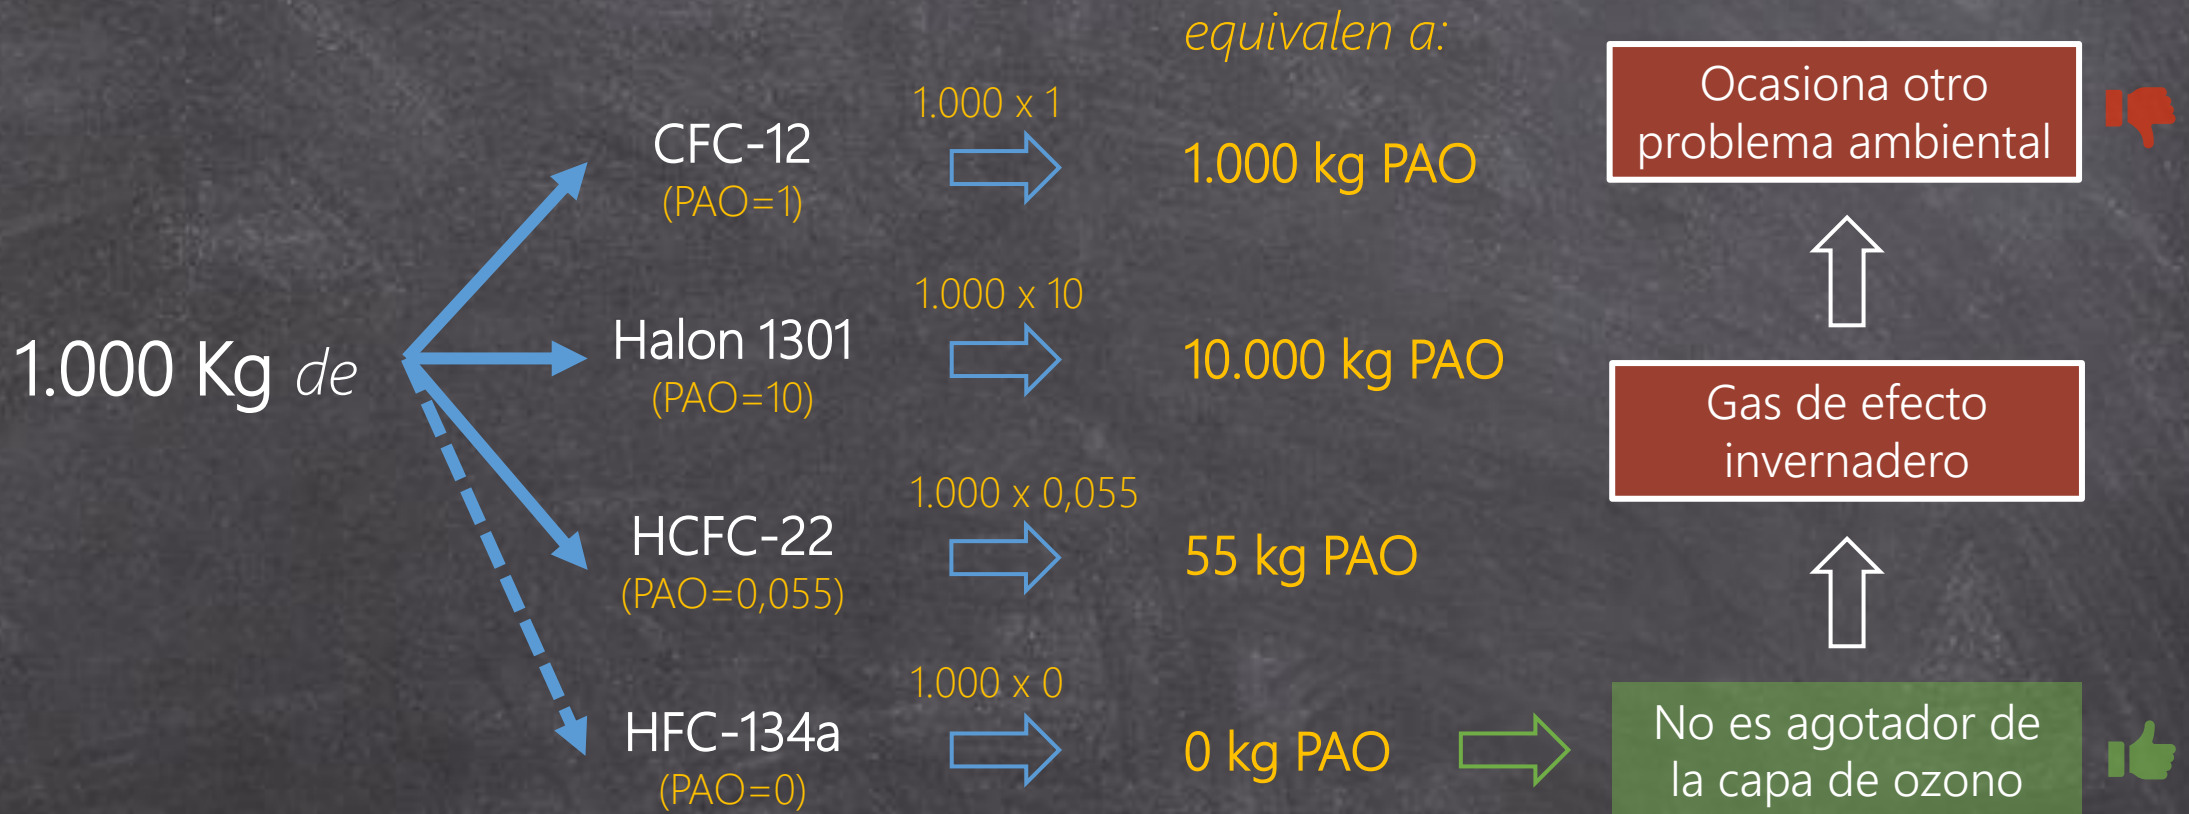 equivalen a:
1.000 Kg de
CFC-12
(PAO=1)
1.000 x 1
1.000 kg PAO
Halon 1301
(PAO=10)
1.000 x 10
10.000 kg PAO
HCFC-22
(PAO=0,055)
1.000 x 0,055
55 kg PAO
HFC-134a
(PAO=0)
1.000 x 0
0 kg PAO
No es agotador de
la capa de ozono
Gas de efecto
invernadero
Ocasiona otro
problema ambiental